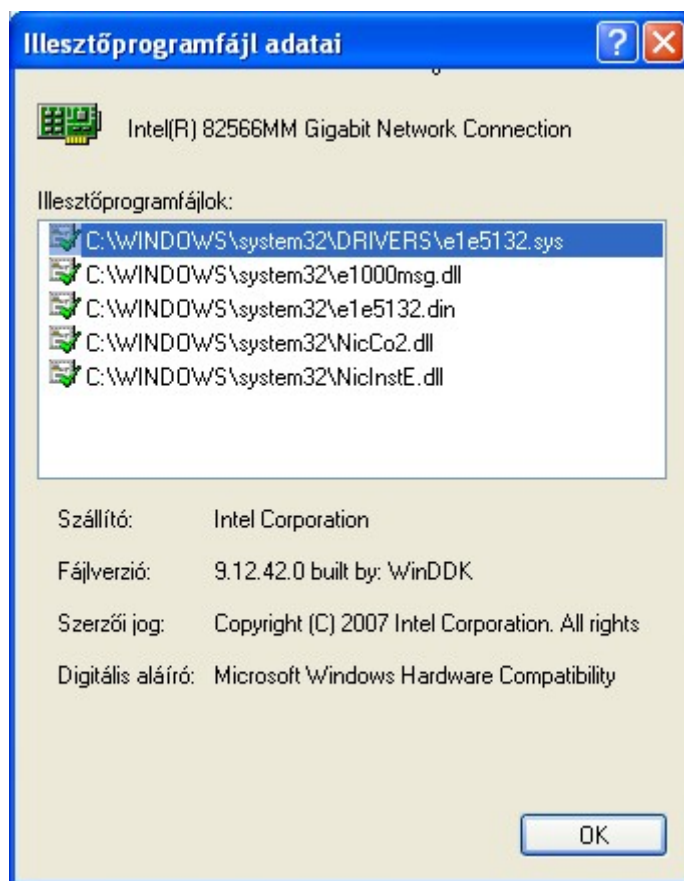 Illesztőprogramfájl adatai
Intel(R) 82566MM Gigabit Network Connection
Illesztőprogramfájlok:
C:\WINDOWS\system32\DRIVERS\e1e5132.sys
C:\WINDOWS\system32\e1000msg.dll
C:\WINDOWS\system32\e1e5132.din
C:\WINDOWS\system32\NicCo2.dll
C:\WINDOWS\system32\NicInstE.dll
Szállító: Intel Corporation
Fájlverzió: 9.12.42.0 built by: WinDDK
Szerzői jog: Copyright (C) 2007 Intel Corporation. All rights
Digitális aláíró: Microsoft Windows Hardware Compatibility
OK